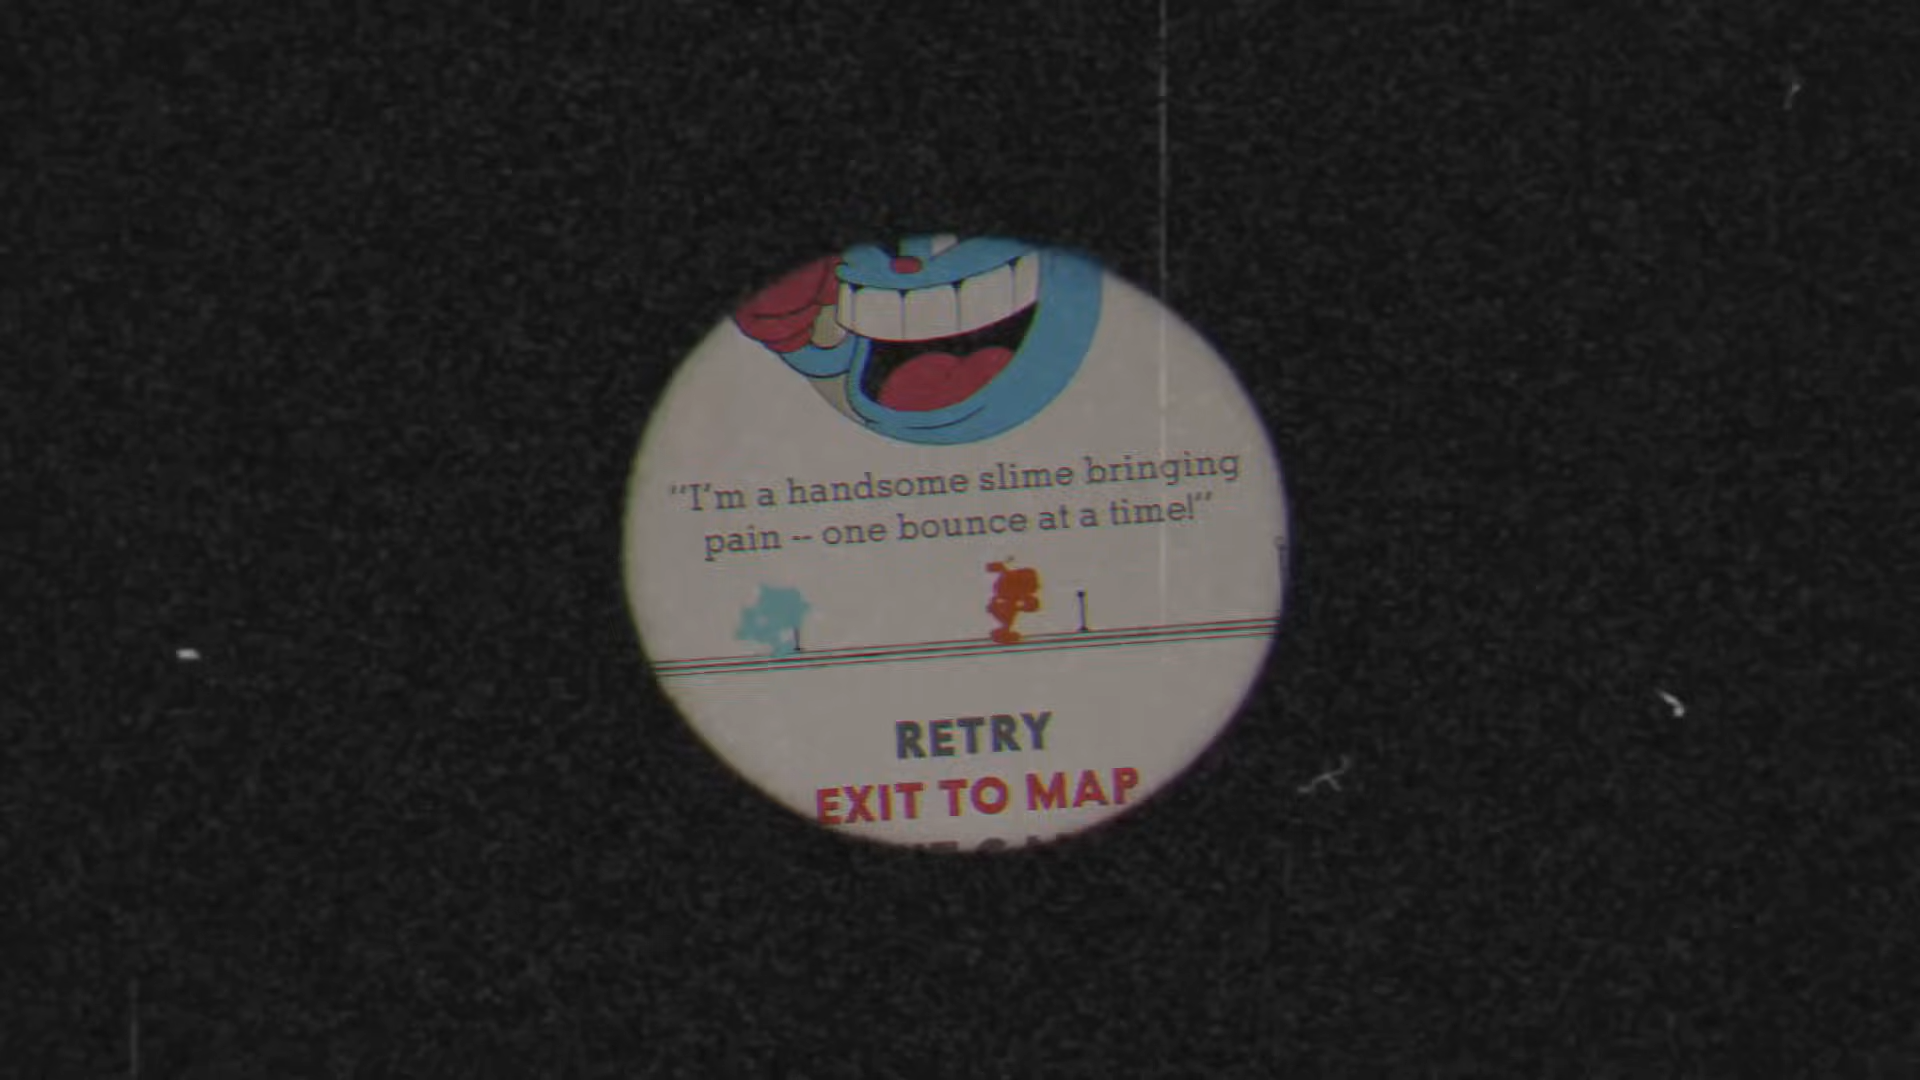 “I'm a handsome slime bringing
pain -- one bounce at a time!”
RETRY
EXIT TO MAP